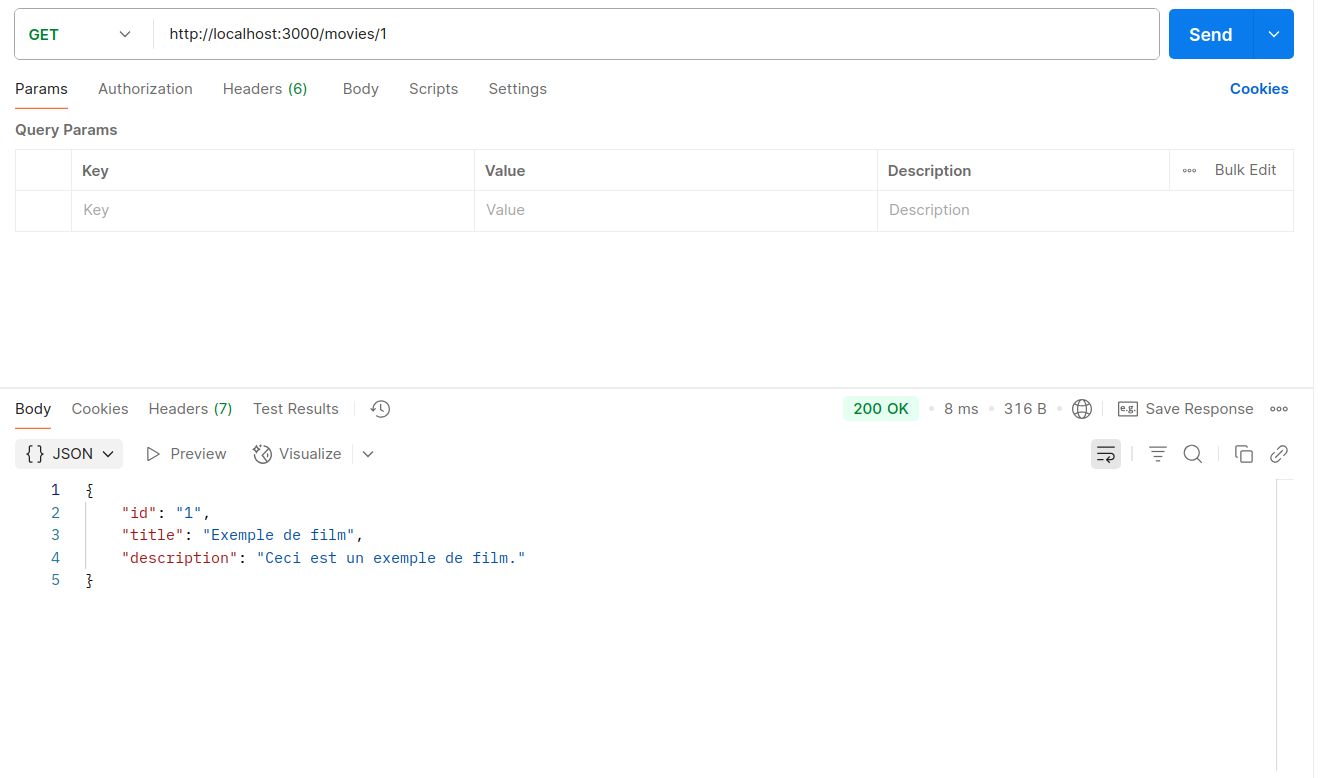 GET http://localhost:3000/movies/1 Send
Params Authorization Headers (6) Body Scripts Settings Cookies
Query Params
Key Value Description Bulk Edit
Key Value Description
Body Cookies Headers (7) Test Results 200 OK • 8 ms • 316 B • e.g. Save Response
{} JSON Preview Visualize
1 {
2 "id": "1",
3 "title": "Exemple de film",
4 "description": "Ceci est un exemple de film."
5 }